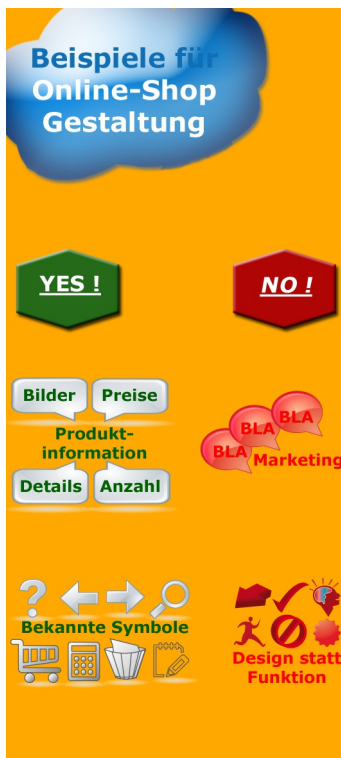 Beispiele für
Online-Shop
Gestaltung
YES !
NO !
Bilder
Preise
Produkt-
information
Details
Anzahl
BLA
BLA
BLA
Marketing
?
Bekannte Symbole
Design statt
Funktion